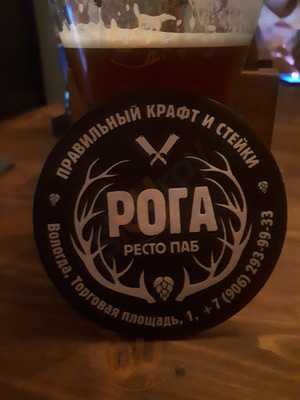 ПРАВИЛЬНЫЙ КРАФТ И СТЕЙКИ
РОГА
РЕСТО ПАБ
Вологда, Торговая площадь, 1, +7 (906) 293-99-33